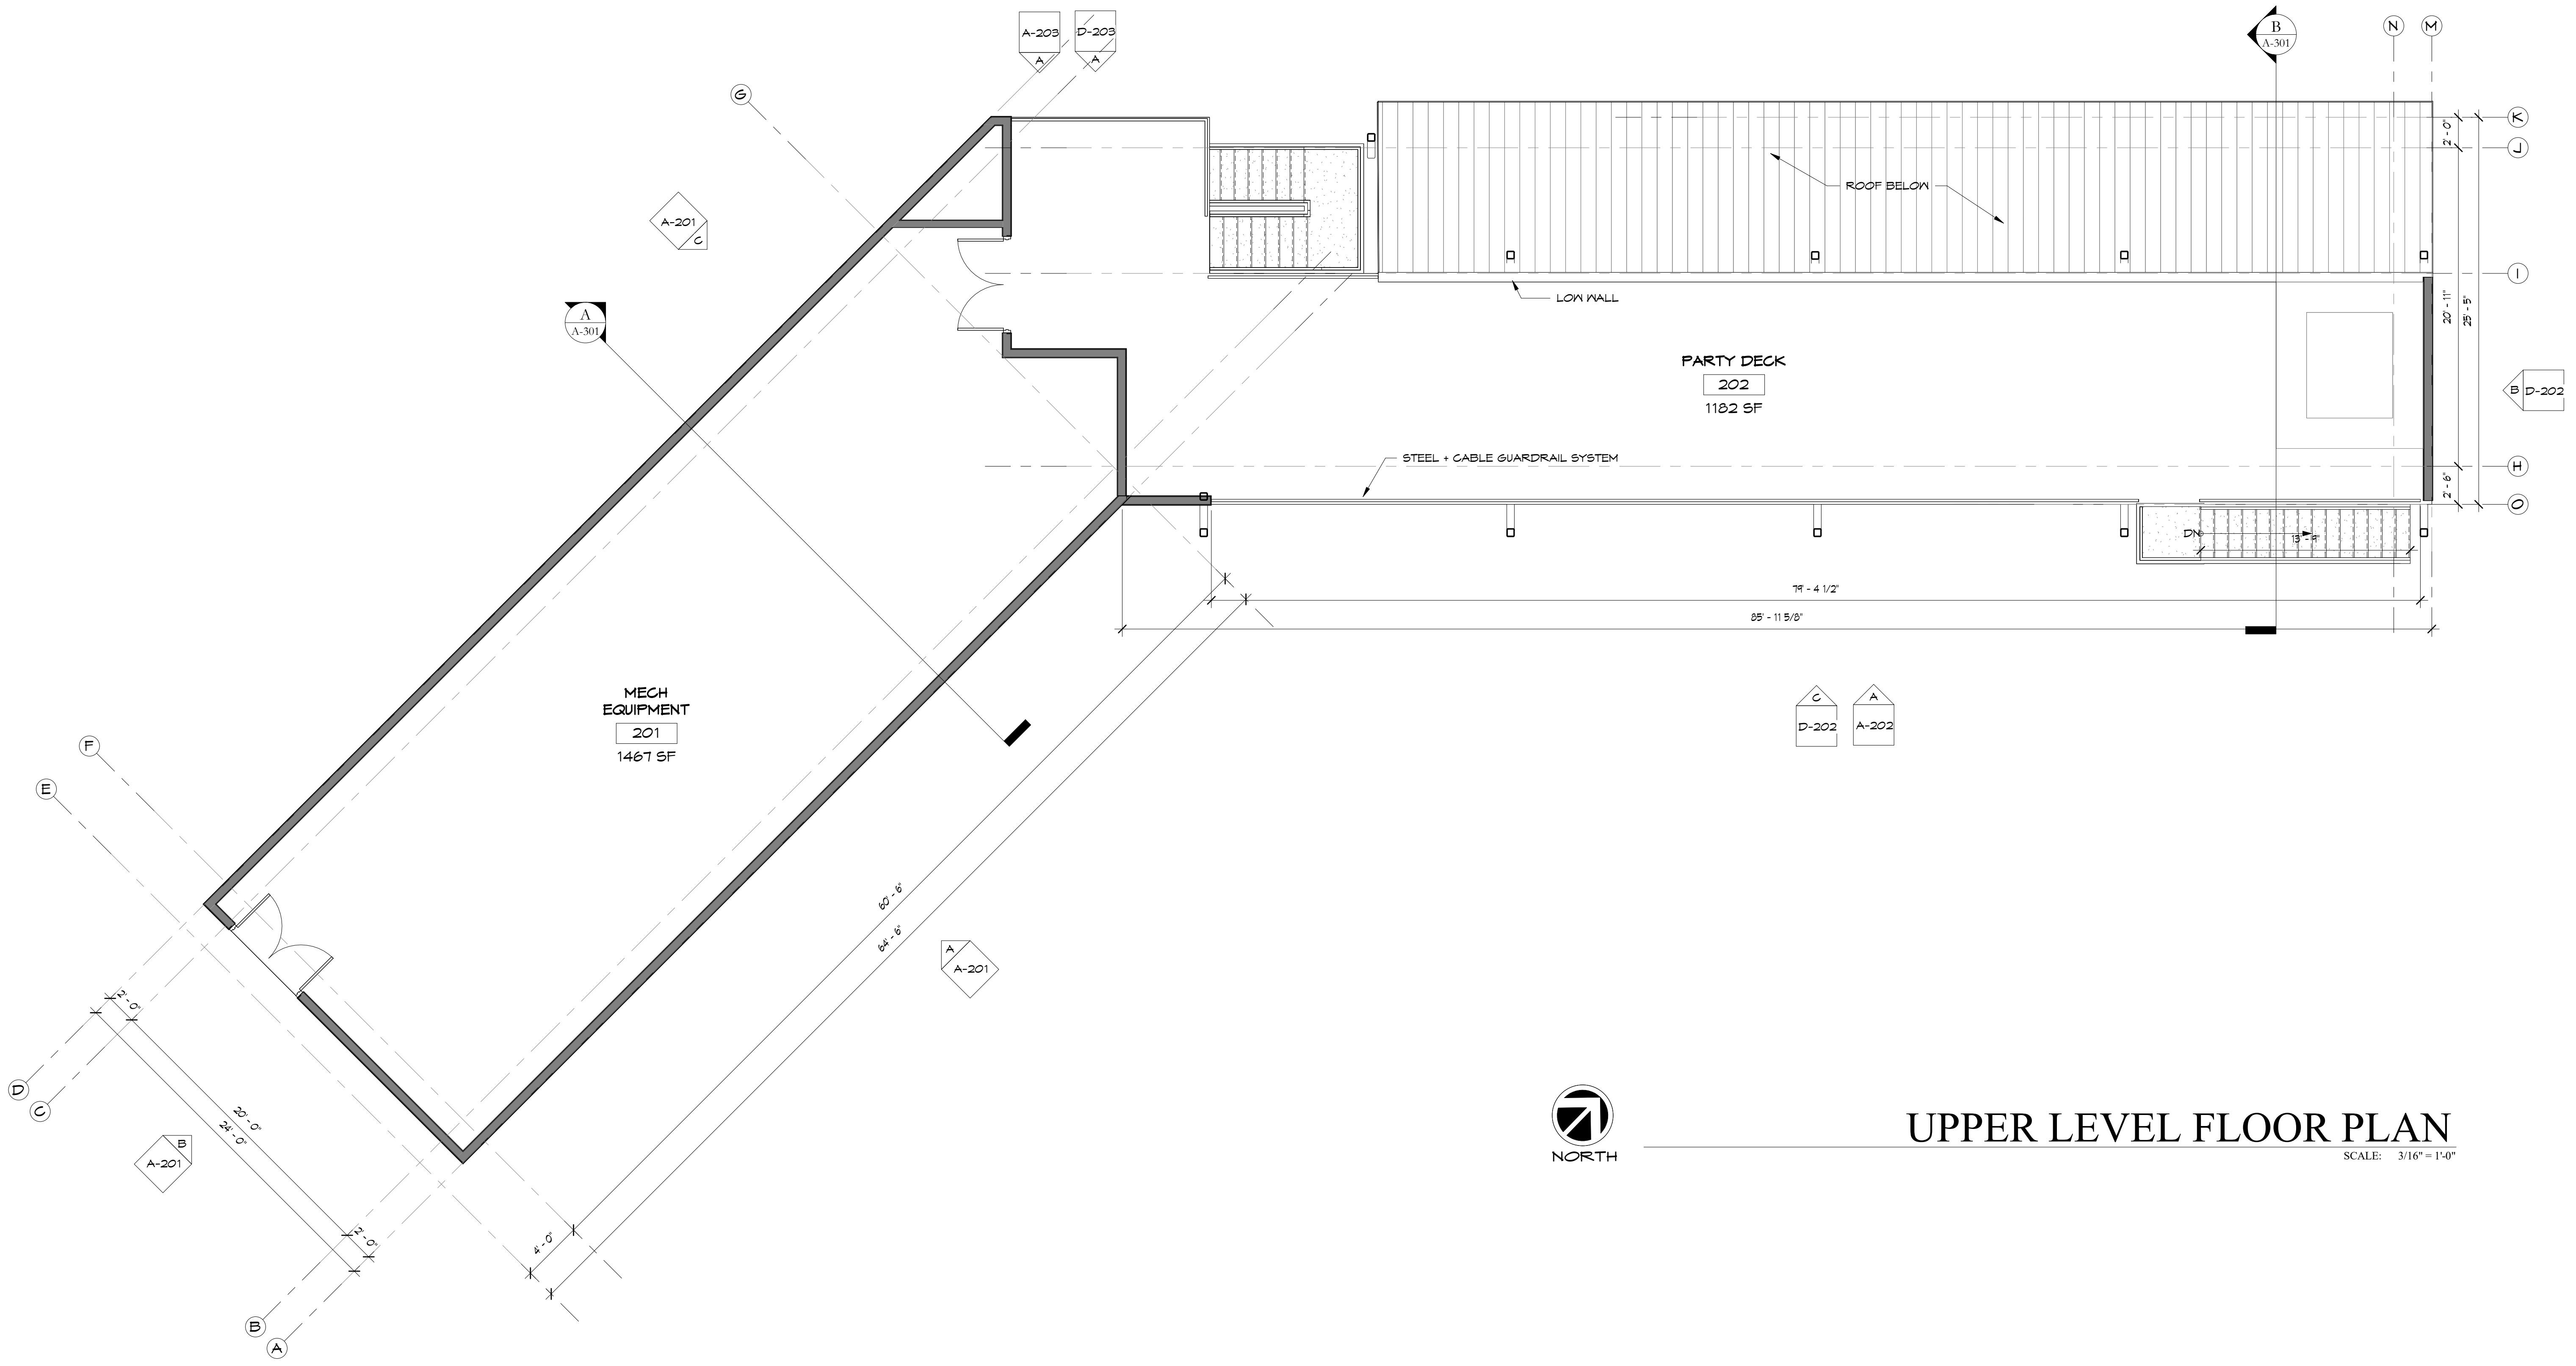 A-203
A
D-203
A
B
A-301
N
M
G
K
2' - 0"
J
A-201
C
ROOF BELOW
I
LOW WALL
A
A-301
20' - 11"
25' - 5"
PARTY DECK
202
1182 SF
B
D-202
STEEL + CABLE GUARDRAIL SYSTEM
H
2' - 6"
O
DN
13' - 9"
79' - 4 1/2"
85' - 11 5/8"
MECH
EQUIPMENT
201
1467 SF
C
D-202
A
A-202
F
E
60' - 6"
64' - 6"
A
A-201
2' - 0"
D
C
20' - 0"
24' - 0"
B
A-201
2' - 0"
4' - 0"
B
A
NORTH
UPPER LEVEL FLOOR PLAN
SCALE: 3/16" = 1'-0"